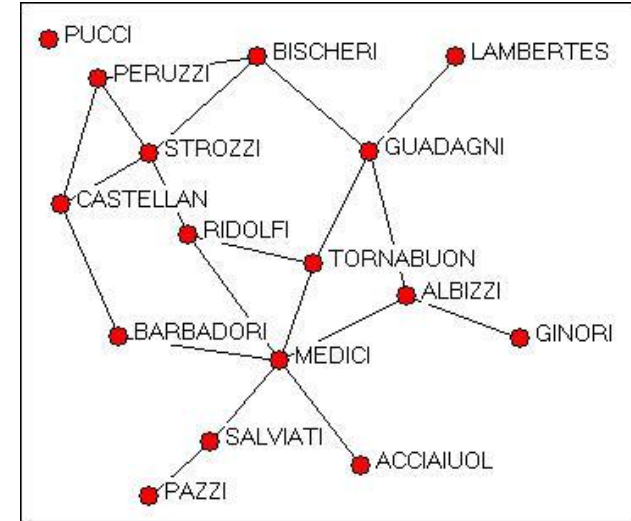 PUCCI
BISCHERI
LAMBERTES
PERUZZI
STROZZI
GUADAGNI
CASTELLAN
RIDOLFI
TORNABUON
ALBIZZI
BARBADORI
GINORI
MEDICI
SALVIATI
ACCIAIUOL
PAZZI